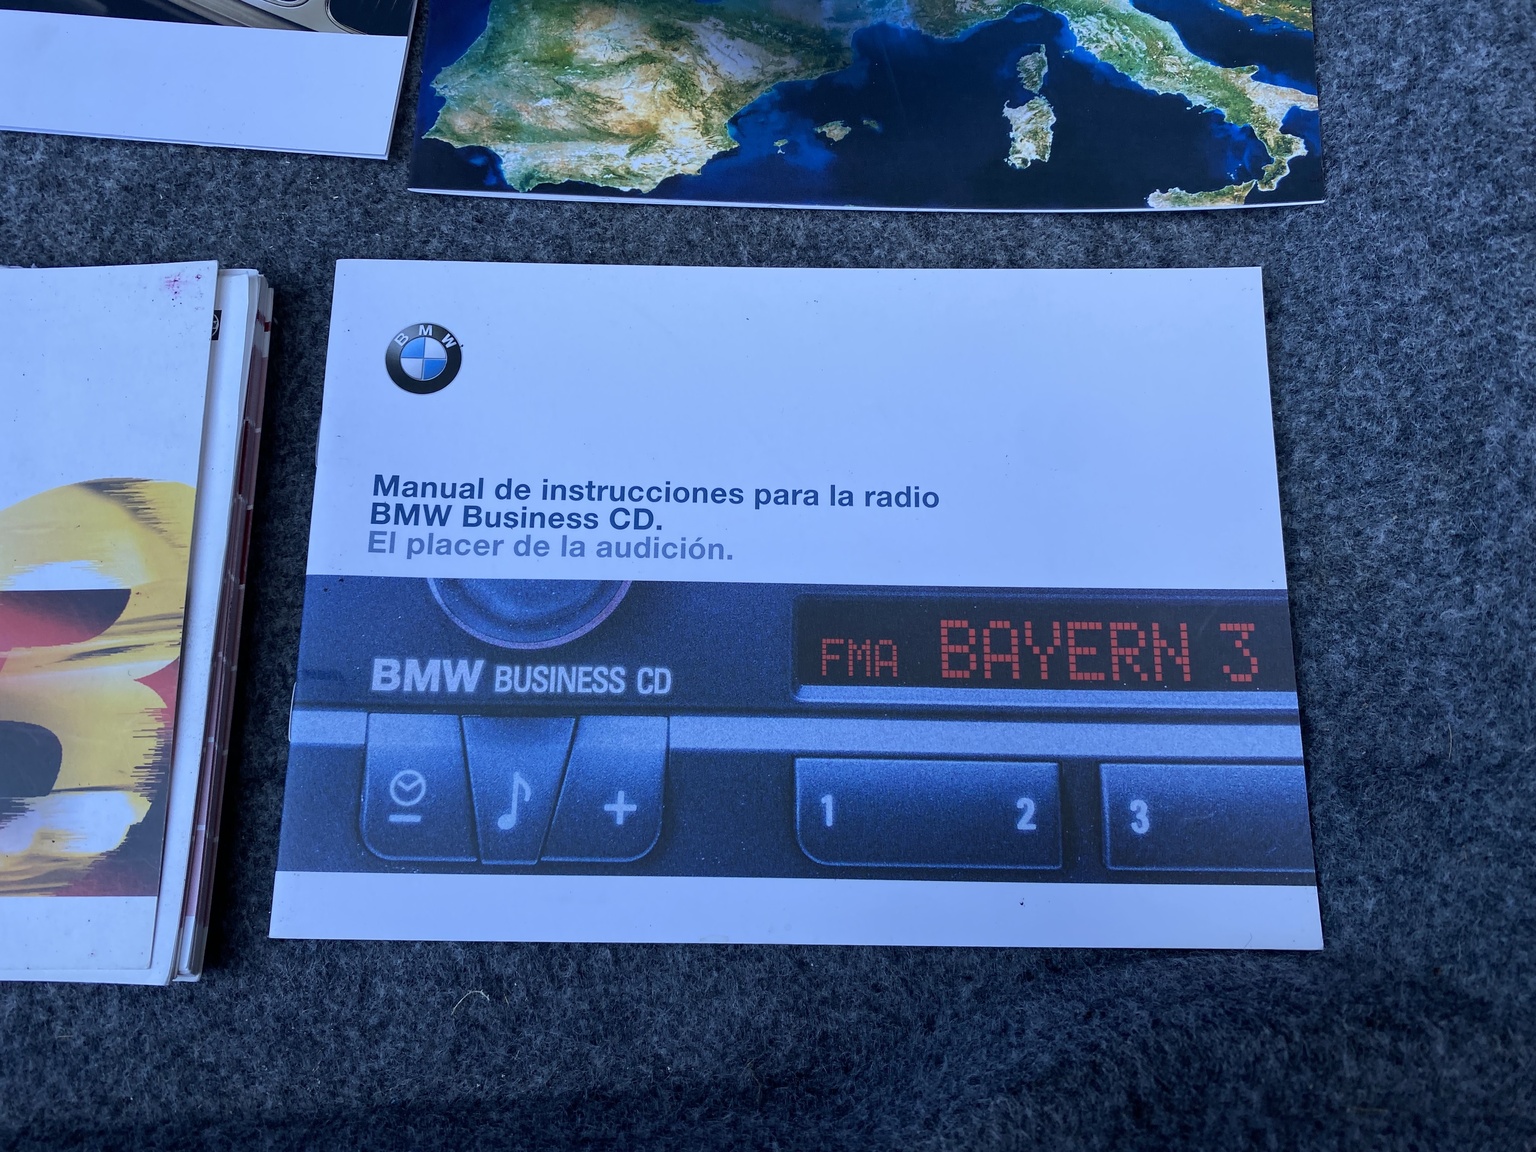 BMW
Manual de instrucciones para la radio
BMW Business CD.
El placer de la audición.
BMW BUSINESS CD
FMA BAYERN 3
1 2 3